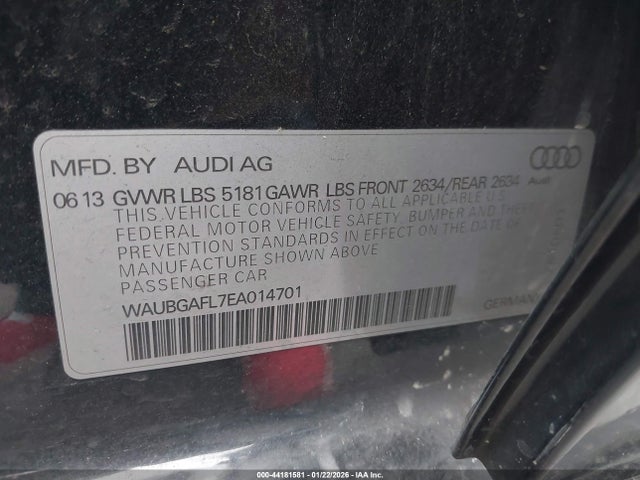 MFD. BY AUDI AG
06 13 GVWR LBS 5181 GAWR LBS FRONT 2634/REAR 2634
Audi
THIS VEHICLE CONFORMS TO ALL APPLICABLE U.S.
FEDERAL MOTOR VEHICLE SAFETY, BUMPER AND THEFT
PREVENTION STANDARDS IN EFFECT ON THE DATE OF
MANUFACTURE SHOWN ABOVE
PASSENGER CAR
WAUBGAFL7EA014701
GERMANY
000-44181581 - 01/22/2026 - IAA Inc.